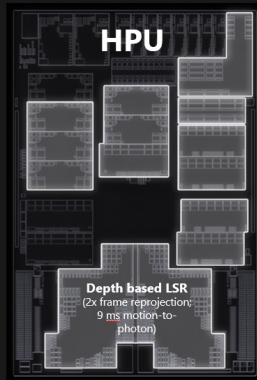 HPU
Depth based LSR
(2x frame reprojection;
9 ms motion-to-
photon)